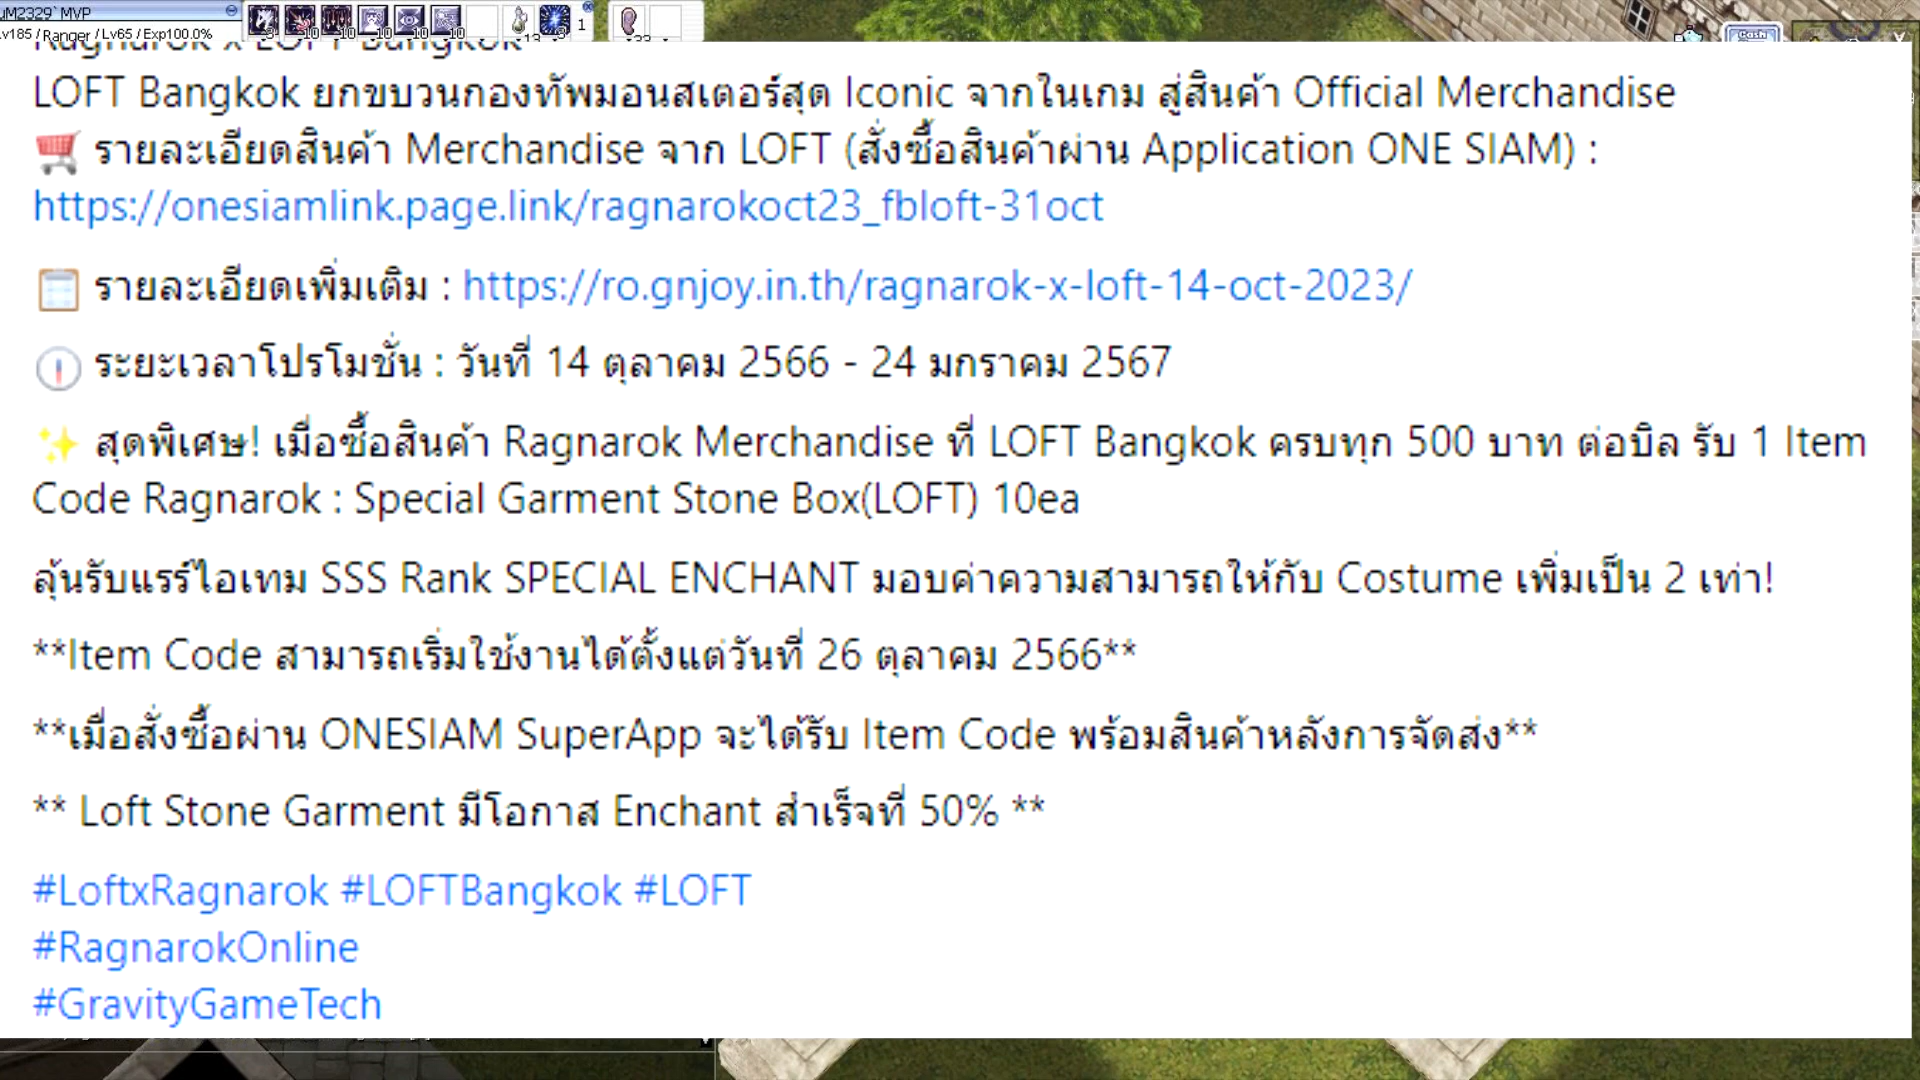 uM2329`MVP
Lv185 / Ranger / Lv65 / Exp100.0%
1
Cash
Ragnarok x LOFT Bangkok
LOFT Bangkok ยกขบวนกองทัพมอนสเตอร์สุด Iconic จากในเกม สู่สินค้า Official Merchandise
🛒 รายละเอียดสินค้า Merchandise จาก LOFT (สั่งซื้อสินค้าผ่าน Application ONE SIAM) :
https://onesiamlink.page.link/ragnarokoct23_fbloft-31oct
📋 รายละเอียดเพิ่มเติม : https://ro.gnjoy.in.th/ragnarok-x-loft-14-oct-2023/
ระยะเวลาโปรโมชั่น : วันที่ 14 ตุลาคม 2566 - 24 มกราคม 2567
✨ สุดพิเศษ! เมื่อซื้อสินค้า Ragnarok Merchandise ที่ LOFT Bangkok ครบทุก 500 บาท ต่อบิล รับ 1 Item
Code Ragnarok : Special Garment Stone Box(LOFT) 10ea
ลุ้นรับแรร์ไอเทม SSS Rank SPECIAL ENCHANT มอบค่าความสามารถให้กับ Costume เพิ่มเป็น 2 เท่า!
**Item Code สามารถเริ่มใช้งานได้ตั้งแต่วันที่ 26 ตุลาคม 2566**
**เมื่อสั่งซื้อผ่าน ONESIAM SuperApp จะได้รับ Item Code พร้อมสินค้าหลังการจัดส่ง**
** Loft Stone Garment มีโอกาส Enchant สำเร็จที่ 50% **
#LoftxRagnarok #LOFTBangkok #LOFT
#RagnarokOnline
#GravityGameTech